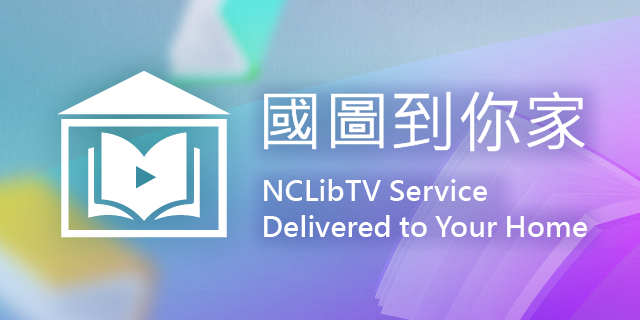 國圖到你家
NCLibTV Service
Delivered to Your Home